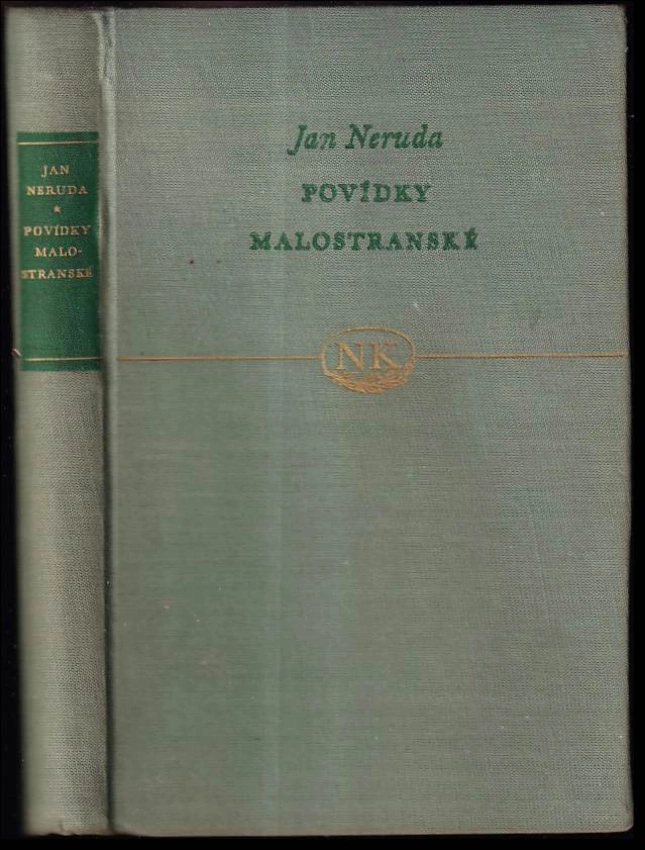 JAN
NERUDA
*
POVÍDKY
MALO-
STRANSKÉ
Jan Neruda
POVÍDKY
MALOSTRANSKÉ
NK